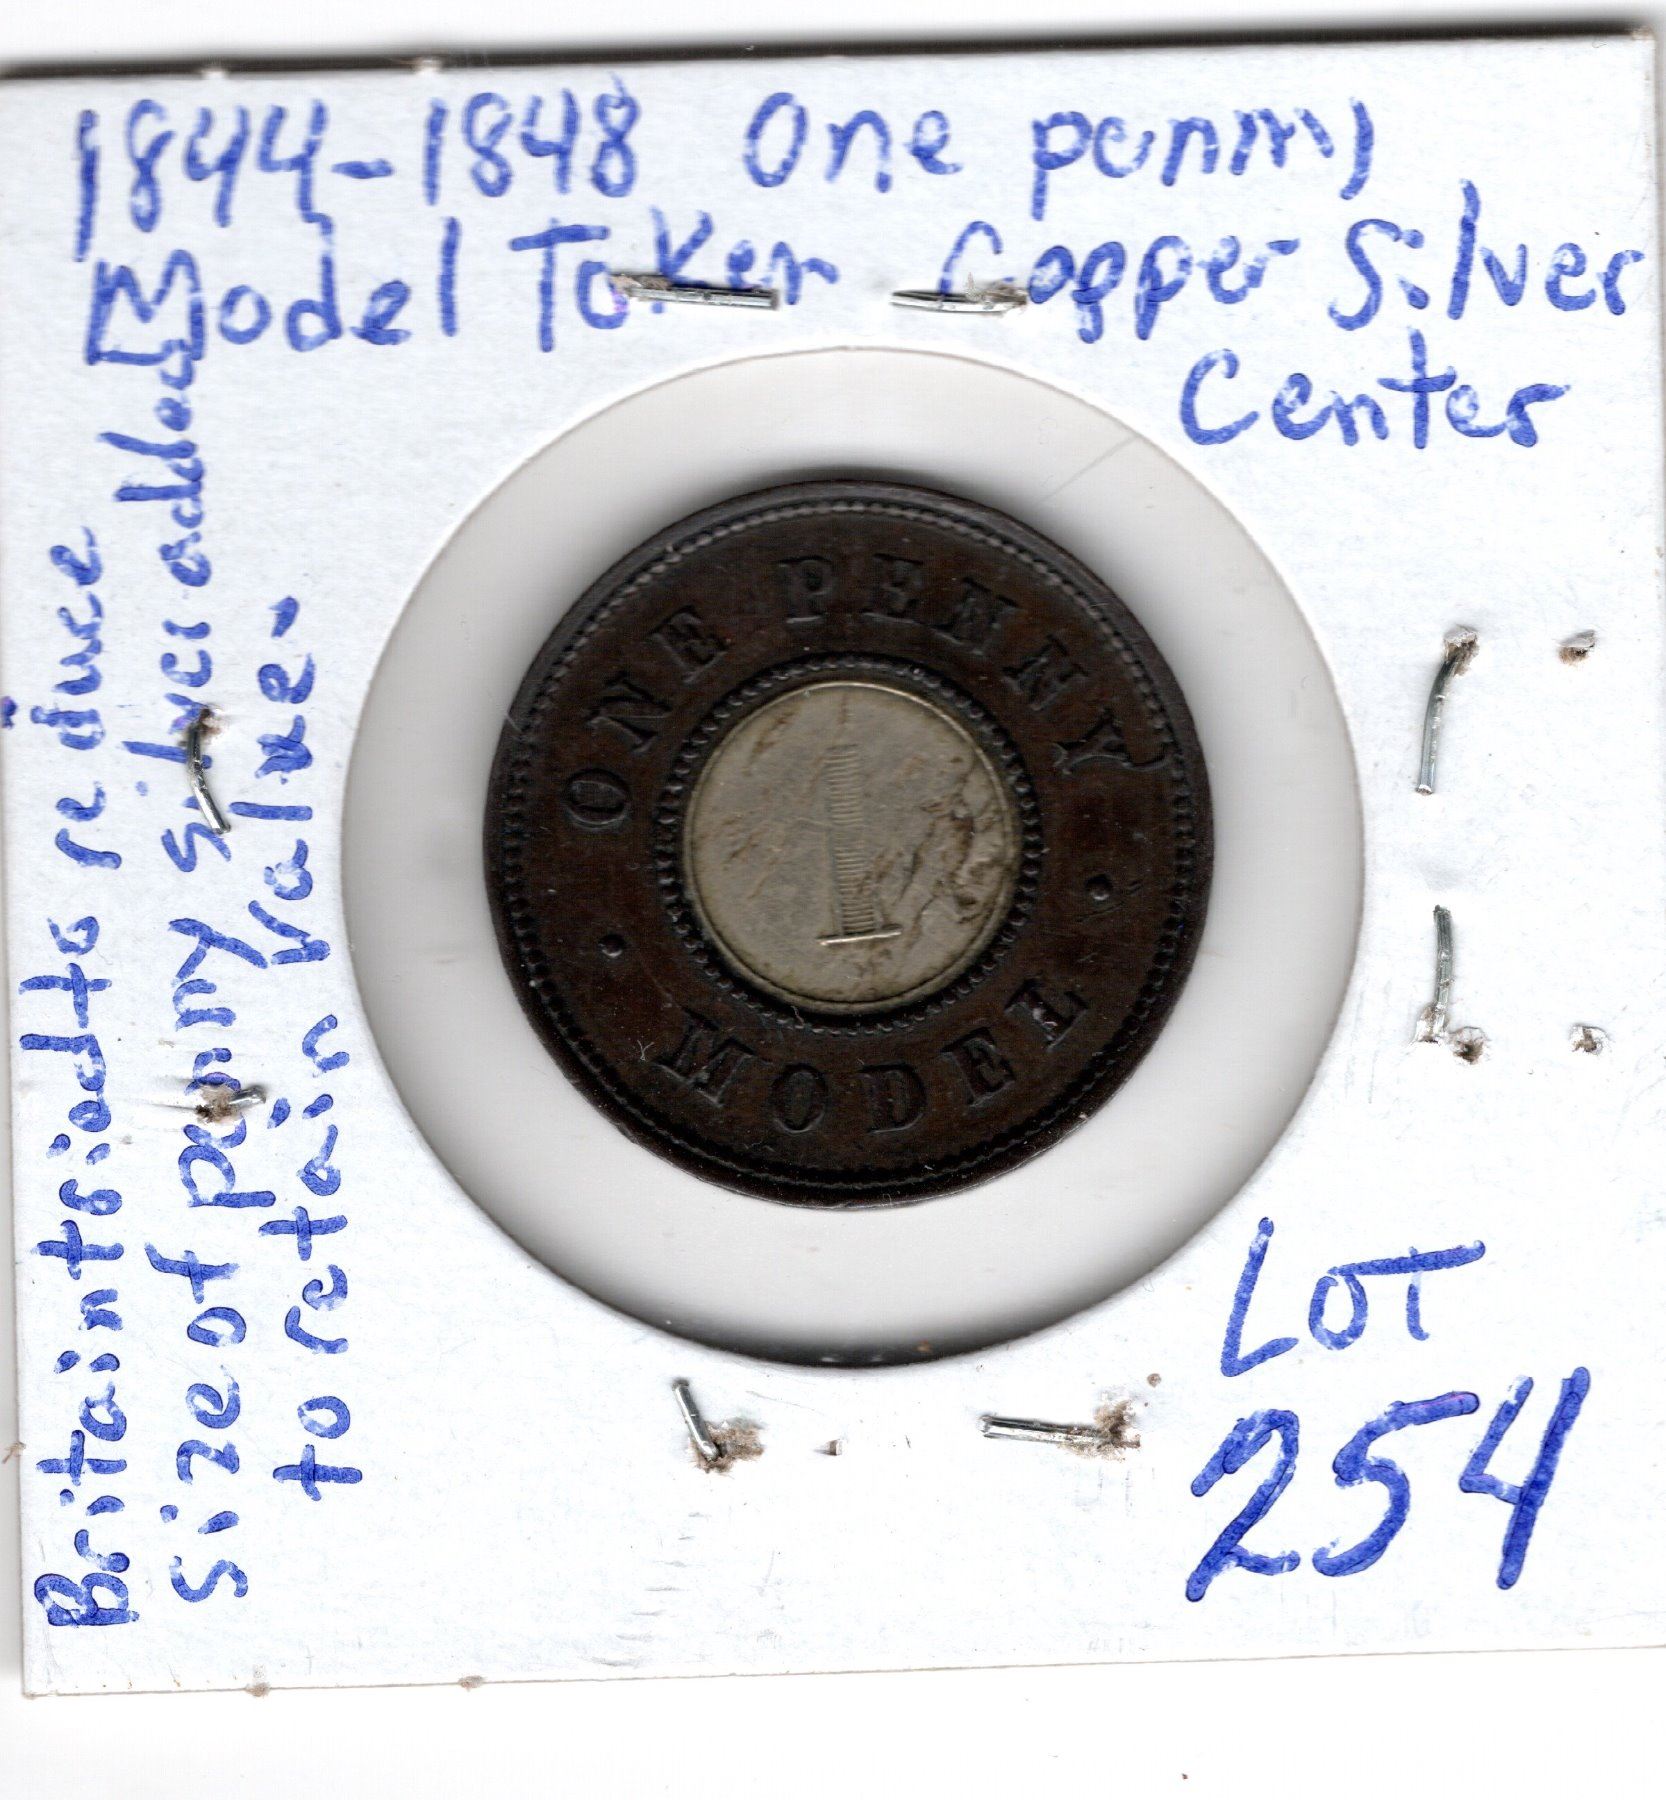 1844-1848 One penny
Model Token Copper Silver
Center
Britain tried to reduce
size of penny Silver added
to retain Value.
ONE PENNY
1
MODEL
LOT
254